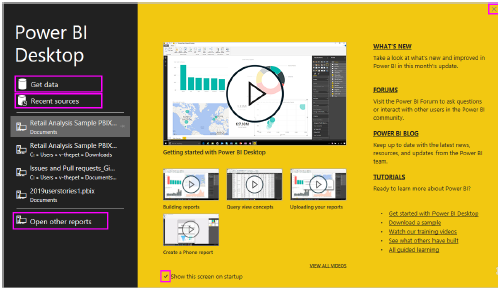 Power BI
Desktop
Get data
Recent sources
Retail Analysis Sample PBIX...
Documents
Retail Analysis Sample PBIX...
C: » Users » v-thepet » Downloads
Issues and Pull requests_Gi...
C: » Users » v-thepet » Documents...
2019userstories1.pbix
Documents
Open other reports
Getting started with Power BI Desktop
Building reports
Query view concepts
Uploading your reports
Create a Phone report
VIEW ALL VIDEOS
Show this screen on startup
WHAT'S NEW
Take a look at what's new and improved in
Power BI in this month's update.
FORUMS
Visit the Power BI Forum to ask questions
or interact with other users in the Power BI
community.
POWER BI BLOG
Keep up to date with the latest news,
resources, and updates from the Power BI
team.
TUTORIALS
Ready to learn more about Power BI?
• Get started with Power BI Desktop
• Download a sample
• Watch our training videos
• See what others have built
• All guided learning